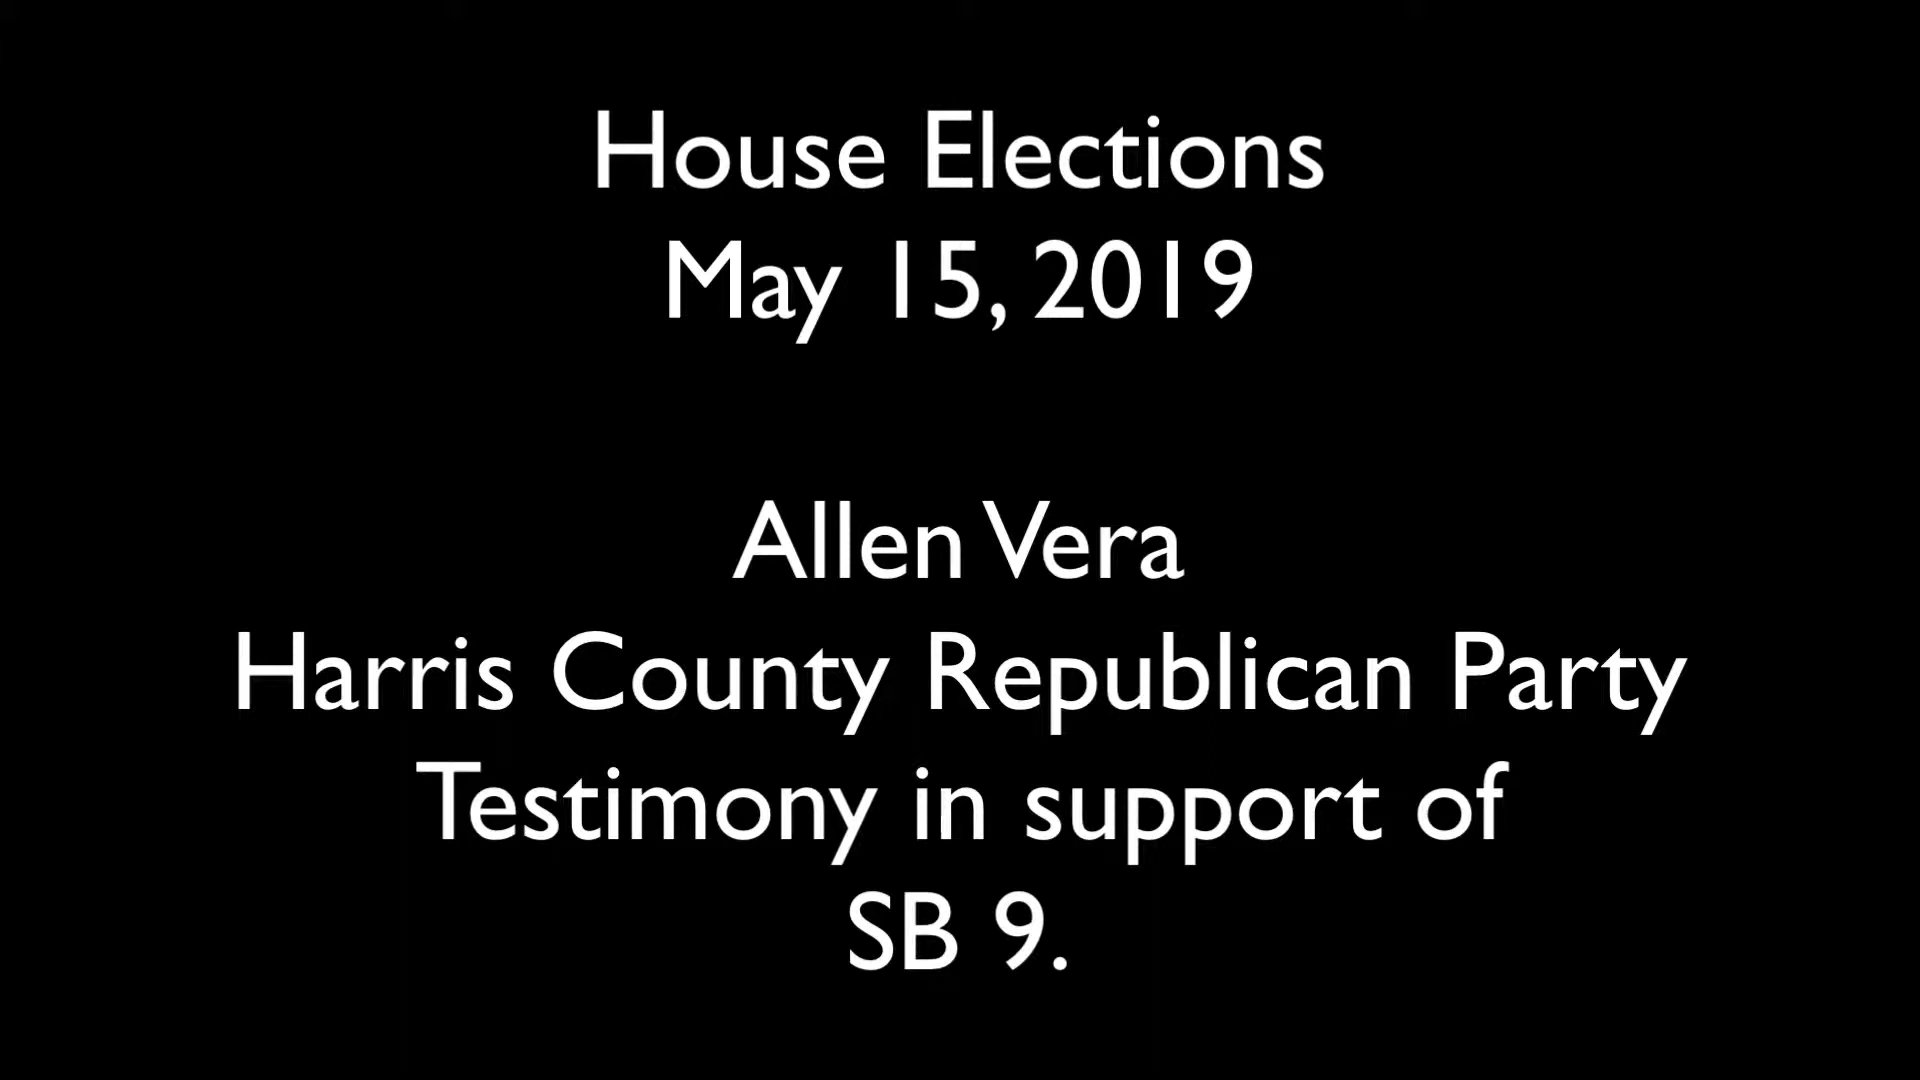 House Elections
May 15, 2019
Allen Vera
Harris County Republican Party
Testimony in support of
SB 9.